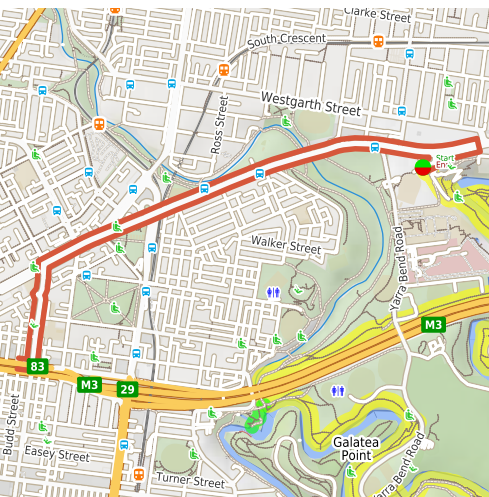 Clarke Street
South Crescent
Westgarth Street
Ross Street
Start
Walker Street
Yarra Bend Road
M3
83
M3
29
Budd Street
Galatea
Point
Easey Street
Yarra Bend Road
Turner Street